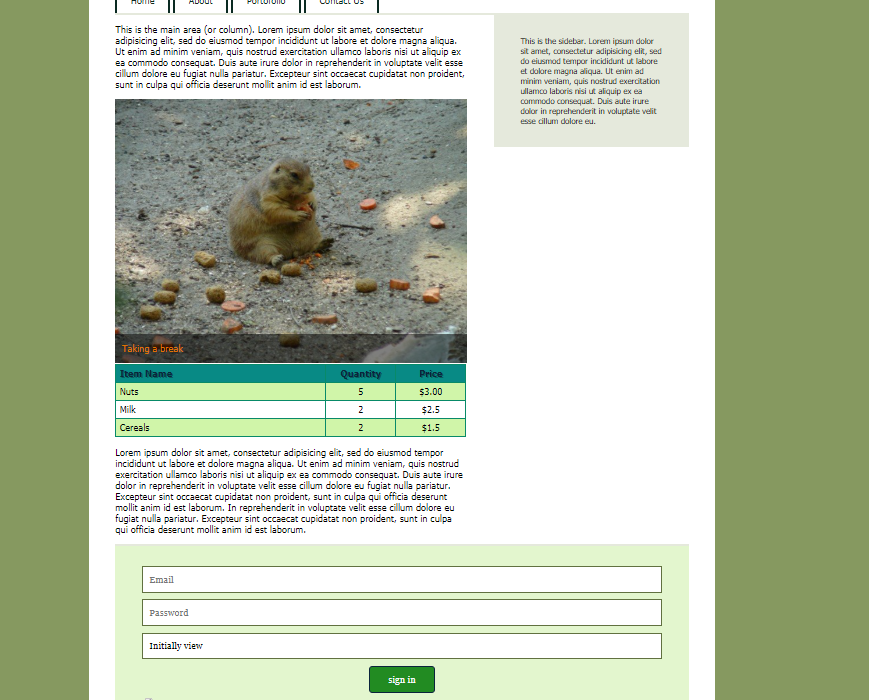 Home About Portofolio Contact Us
This is the main area (or column). Lorem ipsum dolor sit amet, consectetur
adipisicing elit, sed do eiusmod tempor incididunt ut labore et dolore magna aliqua.
Ut enim ad minim veniam, quis nostrud exercitation ullamco laboris nisi ut aliquip ex
ea commodo consequat. Duis aute irure dolor in reprehenderit in voluptate velit esse
cillum dolore eu fugiat nulla pariatur. Excepteur sint occaecat cupidatat non proident,
sunt in culpa qui officia deserunt mollit anim id est laborum.
This is the sidebar. Lorem ipsum dolor
sit amet, consectetur adipisicing elit, sed
do eiusmod tempor incididunt ut labore
et dolore magna aliqua. Ut enim ad
minim veniam, quis nostrud exercitation
ullamco laboris nisi ut aliquip ex ea
commodo consequat. Duis aute irure
dolor in reprehenderit in voluptate velit
esse cillum dolore eu.
Taking a break
Item Name Quantity Price
Nuts 5 $3.00
Milk 2 $2.5
Cereals 2 $1.5
Lorem ipsum dolor sit amet, consectetur adipisicing elit, sed do eiusmod tempor
incididunt ut labore et dolore magna aliqua. Ut enim ad minim veniam, quis nostrud
exercitation ullamco laboris nisi ut aliquip ex ea commodo consequat. Duis aute irure
dolor in reprehenderit in voluptate velit esse cillum dolore eu fugiat nulla pariatur.
Excepteur sint occaecat cupidatat non proident, sunt in culpa qui officia deserunt
mollit anim id est laborum. In reprehenderit in voluptate velit esse cillum dolore eu
fugiat nulla pariatur. Excepteur sint occaecat cupidatat non proident, sunt in culpa
qui officia deserunt mollit anim id est laborum.
Email
Password
Initially view
sign in